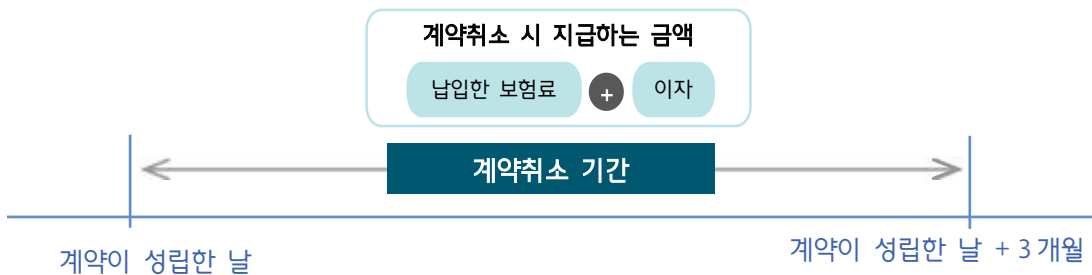 계약취소 시 지급하는 금액
납입한 보험료 + 이자
계약취소 기간
계약이 성립한 날
계약이 성립한 날 + 3개월